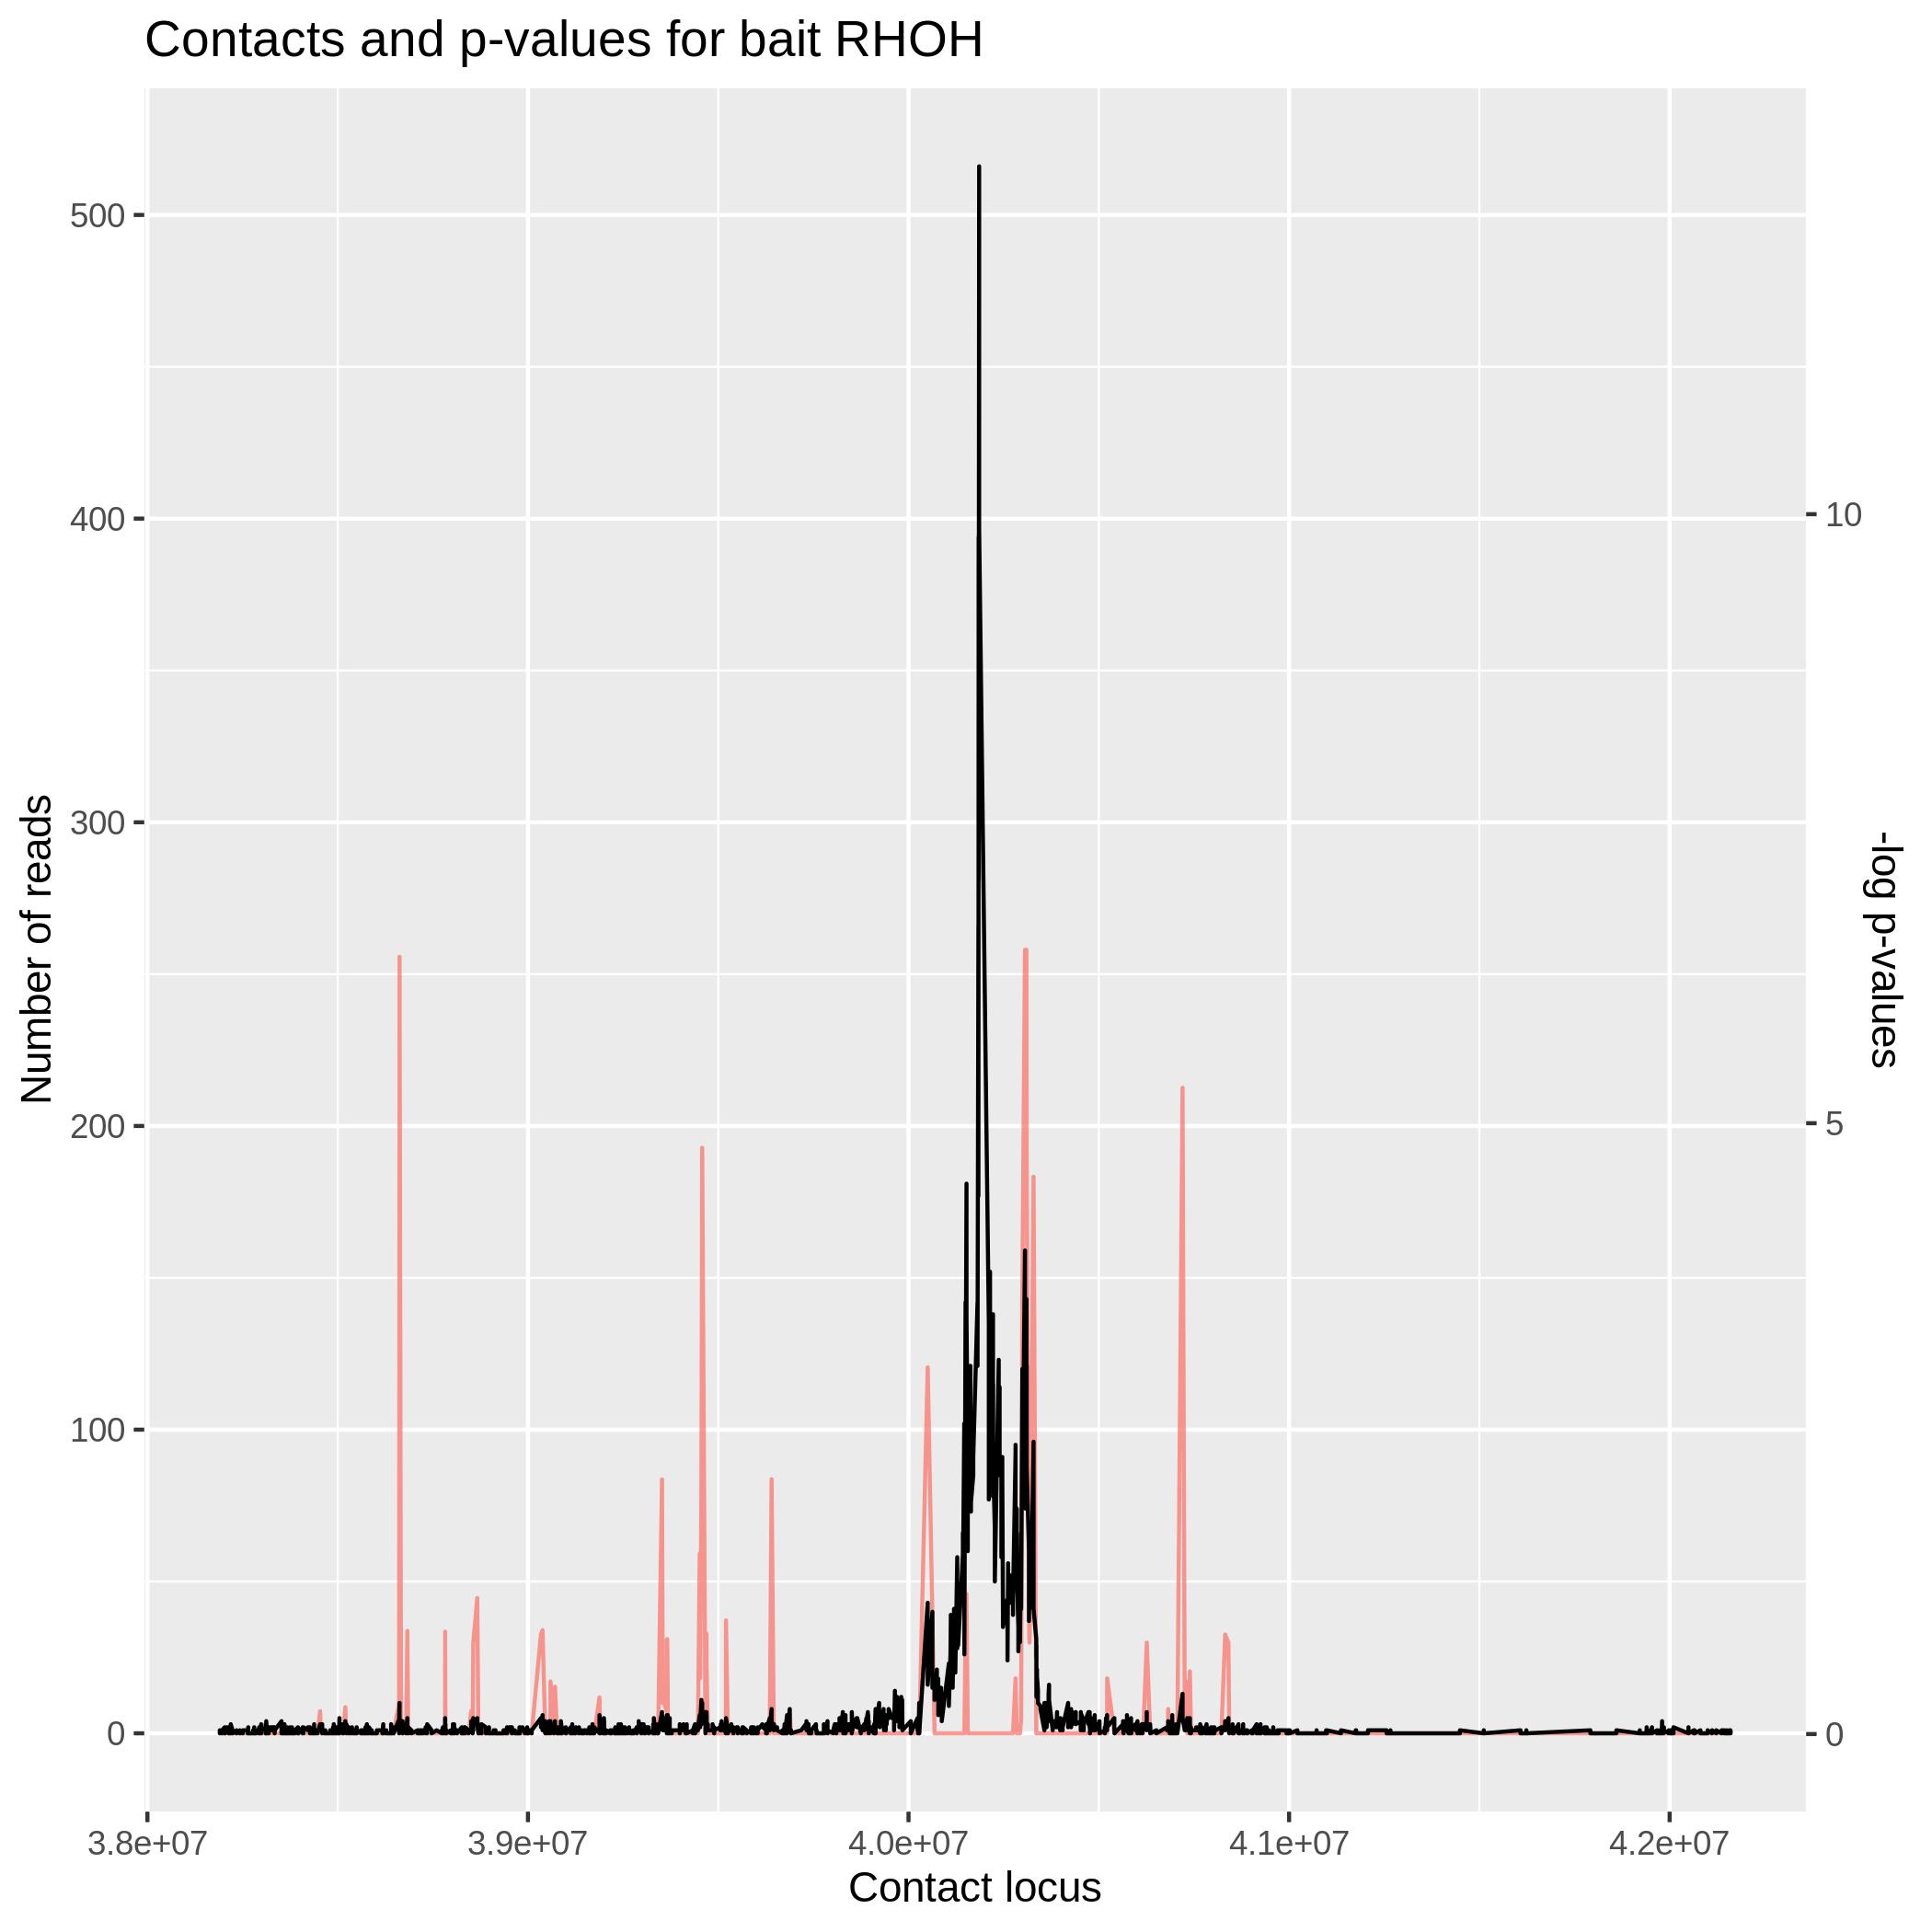 Contacts and p-values for bait RHOH
500
400
300
200
100
0
Number of reads
10
5
0
-log p-values
3.8e+07
3.9e+07
4.0e+07
4.1e+07
4.2e+07
Contact locus